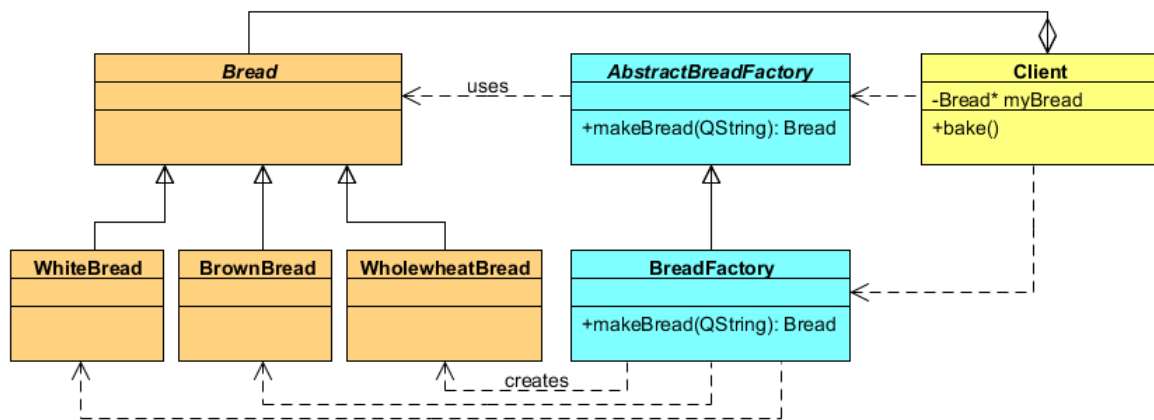 Bread
AbstractBreadFactory
Client
uses
-Bread* myBread
+makeBread(QString): Bread
+bake()
WhiteBread
BrownBread
WholewheatBread
BreadFactory
+makeBread(QString): Bread
creates